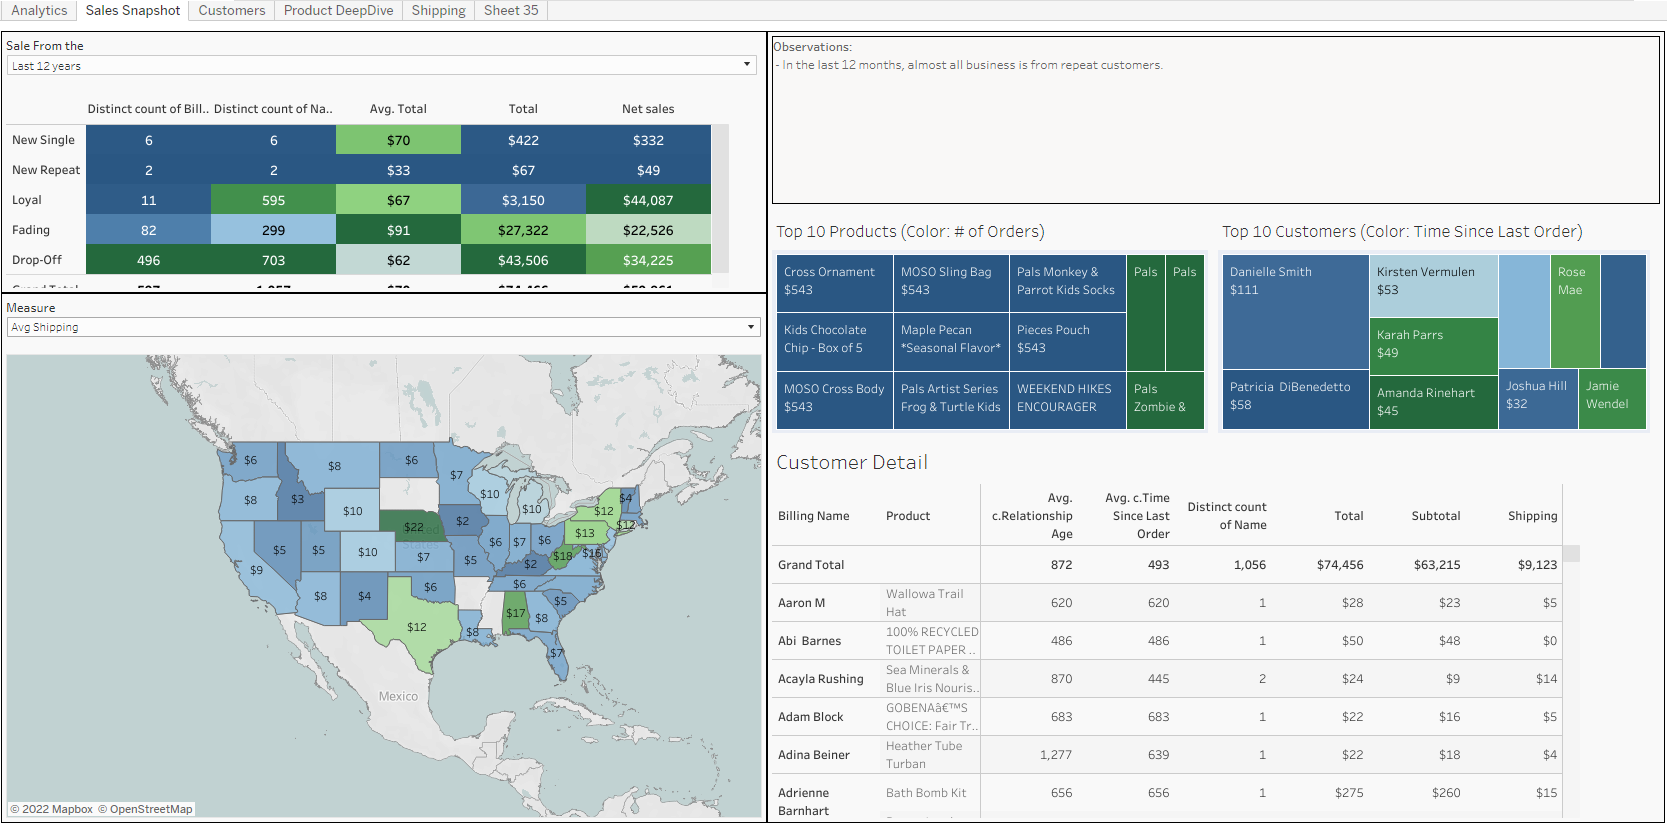 Analytics Sales Snapshot Customers Product DeepDive Shipping Sheet 35
Sale From the
Last 12 years
Distinct count of Bill.. Distinct count of Na.. Avg. Total Total Net sales
New Single 6 6 $70 $422 $332
New Repeat 2 2 $33 $67 $49
Loyal 11 595 $67 $3,150 $44,087
Fading 82 299 $91 $27,322 $22,526
Drop-Off 496 703 $62 $43,506 $34,225
Measure
Avg Shipping
$6
$8
$6
$7
$8
$3
$10
$10
$10
$12
$4
$22
$2
$12
$13
$5
$5
$10
$7
$5
$6
$7
$6
$18
$16
$2
$9
$8
$4
$6
$6
$5
$12
$8
$17
$8
$7
United
States
Mexico
© 2022 Mapbox © OpenStreetMap
Observations:
- In the last 12 months, almost all business is from repeat customers.
Top 10 Products (Color: # of Orders)
Cross Ornament
$543
MOSO Sling Bag
$543
Pals Monkey &
Parrot Kids Socks
Pals
Pals
Kids Chocolate
Chip - Box of 5
Maple Pecan
*Seasonal Flavor*
Pieces Pouch
$543
MOSO Cross Body
$543
Pals Artist Series
Frog & Turtle Kids
WEEKEND HIKES
ENCOURAGER
Pals
Zombie &
Top 10 Customers (Color: Time Since Last Order)
Danielle Smith
$111
Kirsten Vermulen
$53
Rose
Mae
Karah Parrs
$49
Patricia DiBenedetto
$58
Amanda Rinehart
$45
Joshua Hill
$32
Jamie
Wendel
Customer Detail
Billing Name Product Avg. c.Relationship Age Avg. c.Time Since Last Order Distinct count of Name Total Subtotal Shipping
Grand Total 872 493 1,056 $74,456 $63,215 $9,123
Aaron M Wallowa Trail Hat 620 620 1 $28 $23 $5
Abi Barnes 100% RECYCLED TOILET PAPER .. 486 486 1 $50 $48 $0
Acayla Rushing Sea Minerals & Blue Iris Nouris.. 870 445 2 $24 $9 $14
Adam Block GOBENAâ€™S CHOICE: Fair Tr.. 683 683 1 $22 $16 $5
Adina Beiner Heather Tube Turban 1,277 639 1 $22 $18 $4
Adrienne Barnhart Bath Bomb Kit 656 656 1 $275 $260 $15